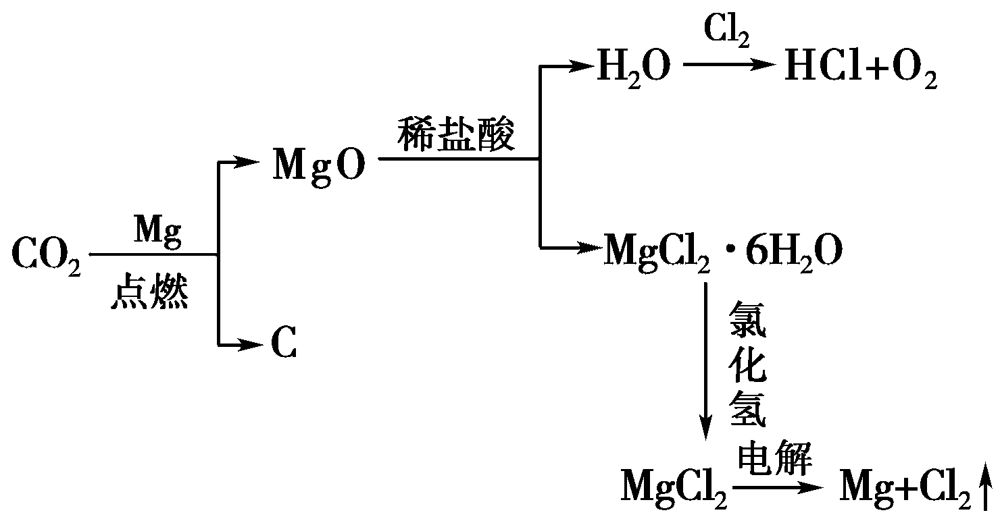 Cl₂
H₂O → HCl+O₂
稀盐酸
MgO
Mg
CO₂
点燃
MgCl₂·6H₂O
C
氯化氢
电解
MgCl₂ → Mg+Cl₂↑